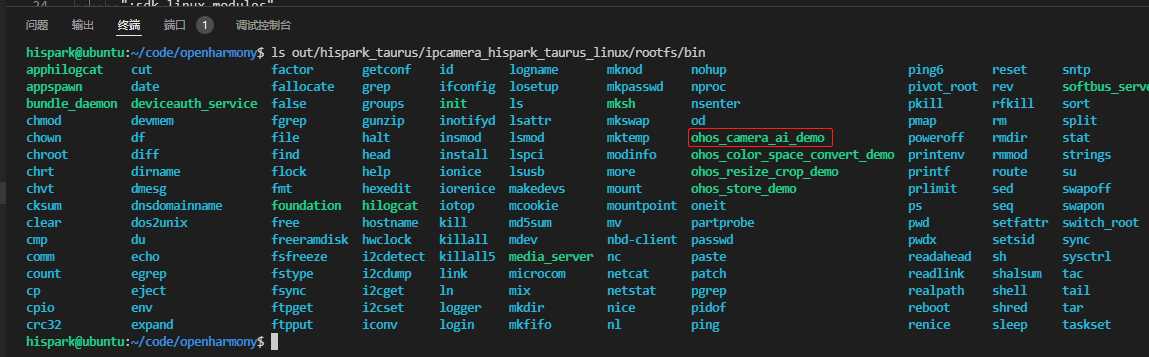 24 ":sdk_linux_modules"
问题 输出 终端 端口 1 调试控制台
hispark@ubuntu:~/code/openharmony$ ls out/hispark_taurus/ipcamera_hispark_taurus_linux/rootfs/bin
apphilogcat cut factor getconf id logname mknod nohup ping6 reset sntp
appspawn date fallocate grep ifconfig losetup mkpasswd nproc pivot_root rev softbus_serve
bundle_daemon deviceauth_service false groups init ls mksh nsenter pkill rfkill sort
chmod devmem fgrep gunzip inotifyd lsattr mkswap od pmap rm split
chown df file halt insmod lsmod mktemp ohos_camera_ai_demo poweroff rmdir stat
chroot diff find head install lspci modinfo ohos_color_space_convert_demo printenv rmmod strings
chrt dirname flock help ionice lsusb more ohos_resize_crop_demo printf route su
chvt dmesg fmt hexedit iorenice makedevs mount ohos_store_demo prlimit sed swapoff
cksum dnsdomainname foundation hilogcat iotop mcookie mountpoint oneit ps seq swapon
clear dos2unix free hostname kill md5sum mv partprobe pwd setfattr switch_root
cmp du freeramdisk hwclock killall mdev nbd-client passwd pwdx setsid sync
comm echo fsfreeze i2cdetect killall5 media_server nc paste readahead sh sysctrl
count egrep fstype i2cdump link microcom netcat patch readlink sha1sum tac
cp eject fsync i2cget ln mix netstat pgrep realpath shell tail
cpio env ftpget i2cset logger mkdir nice pidof reboot shred tar
crc32 expand ftpput iconv login mkfifo nl ping renice sleep taskset
hispark@ubuntu:~/code/openharmony$